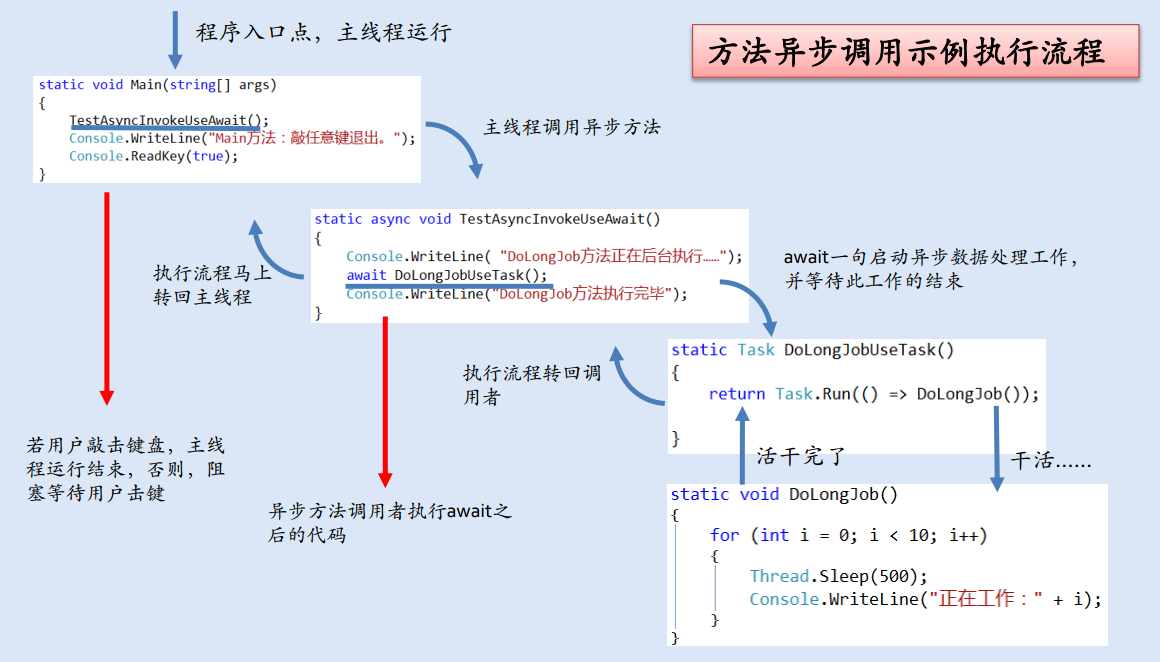 程序入口点，主线程运行
方法异步调用示例执行流程
static void Main(string[] args)
{
TestAsyncInvokeUseAwait();
Console.WriteLine("Main方法：敲任意键退出。");
Console.ReadKey(true);
}
主线程调用异步方法
static async void TestAsyncInvokeUseAwait()
{
Console.WriteLine( "DoLongJob方法正在后台执行……");
await DoLongJobUseTask();
Console.WriteLine("DoLongJob方法执行完毕");
}
执行流程马上
转回主线程
await一句启动异步数据处理工作，
并等待此工作的结束
static Task DoLongJobUseTask()
{
return Task.Run(() => DoLongJob());
}
执行流程转回调
用者
活干完了
干活……
若用户敲击键盘，主线
程运行结束，否则，阻
塞等待用户击键
异步方法调用者执行await之
后的代码
static void DoLongJob()
{
for (int i = 0; i < 10; i++)
{
Thread.Sleep(500);
Console.WriteLine("正在工作：" + i);
}
}